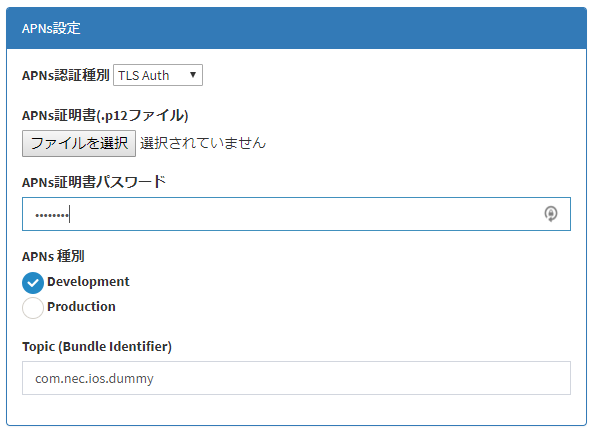 APNs設定
APNs認証種別 TLS Auth
APNs証明書(.p12ファイル)
ファイルを選択 選択されていません
APNs証明書パスワード
••••••••
APNs 種別
Development
Production
Topic (Bundle Identifier)
com.nec.ios.dummy